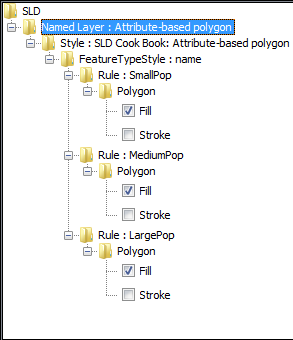 SLD
Named Layer : Attribute-based polygon
Style : SLD Cook Book: Attribute-based polygon
FeatureTypeStyle : name
Rule : SmallPop
Polygon
Fill
Stroke
Rule : MediumPop
Polygon
Fill
Stroke
Rule : LargePop
Polygon
Fill
Stroke